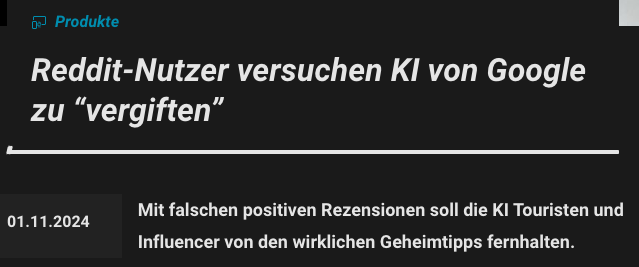 Produkte
Reddit-Nutzer versuchen KI von Google
zu “vergiften”
01.11.2024
Mit falschen positiven Rezensionen soll die KI Touristen und
Influencer von den wirklichen Geheimtipps fernhalten.